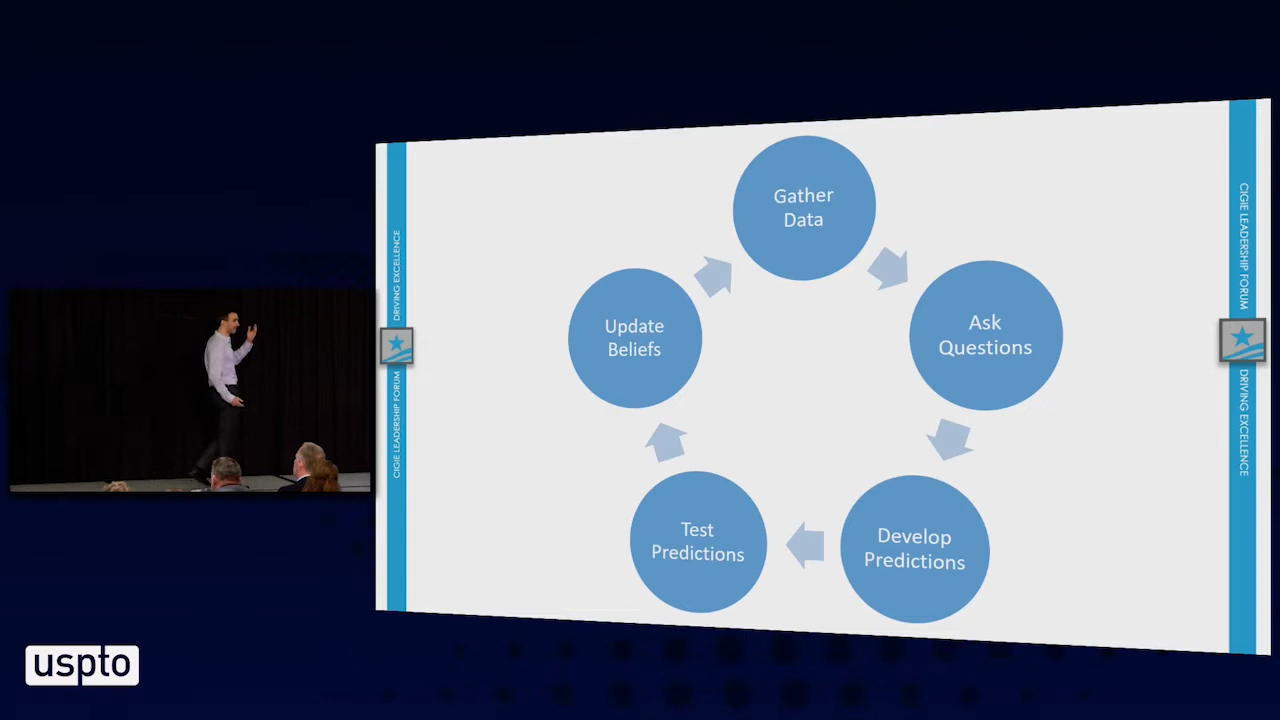 Gather
Data
Ask
Questions
Develop
Predictions
Test
Predictions
Update
Beliefs
CIGIE LEADERSHIP FORUM
DRIVING EXCELLENCE
CIGIE LEADERSHIP FORUM
DRIVING EXCELLENCE
uspto